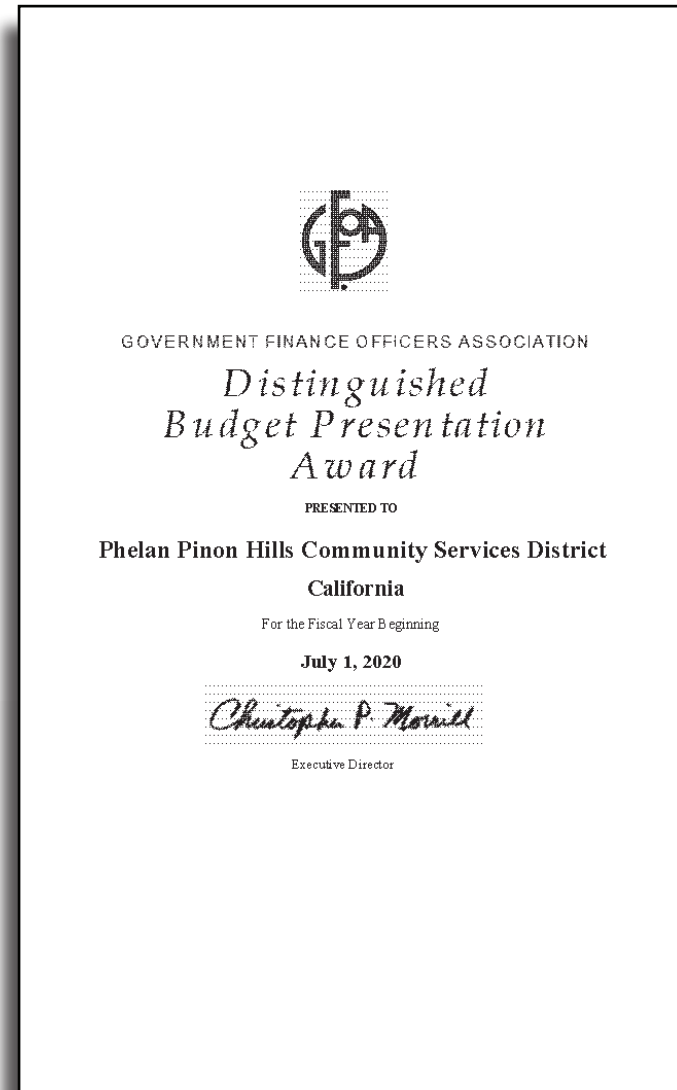 GOVERNMENT FINANCE OFFICERS ASSOCIATION
Distinguished
Budget Presentation
Award
PRESENTED TO
Phelan Pinon Hills Community Services District
California
For the Fiscal Year Beginning
July 1, 2020
Christopher P. Morrill
Executive Director